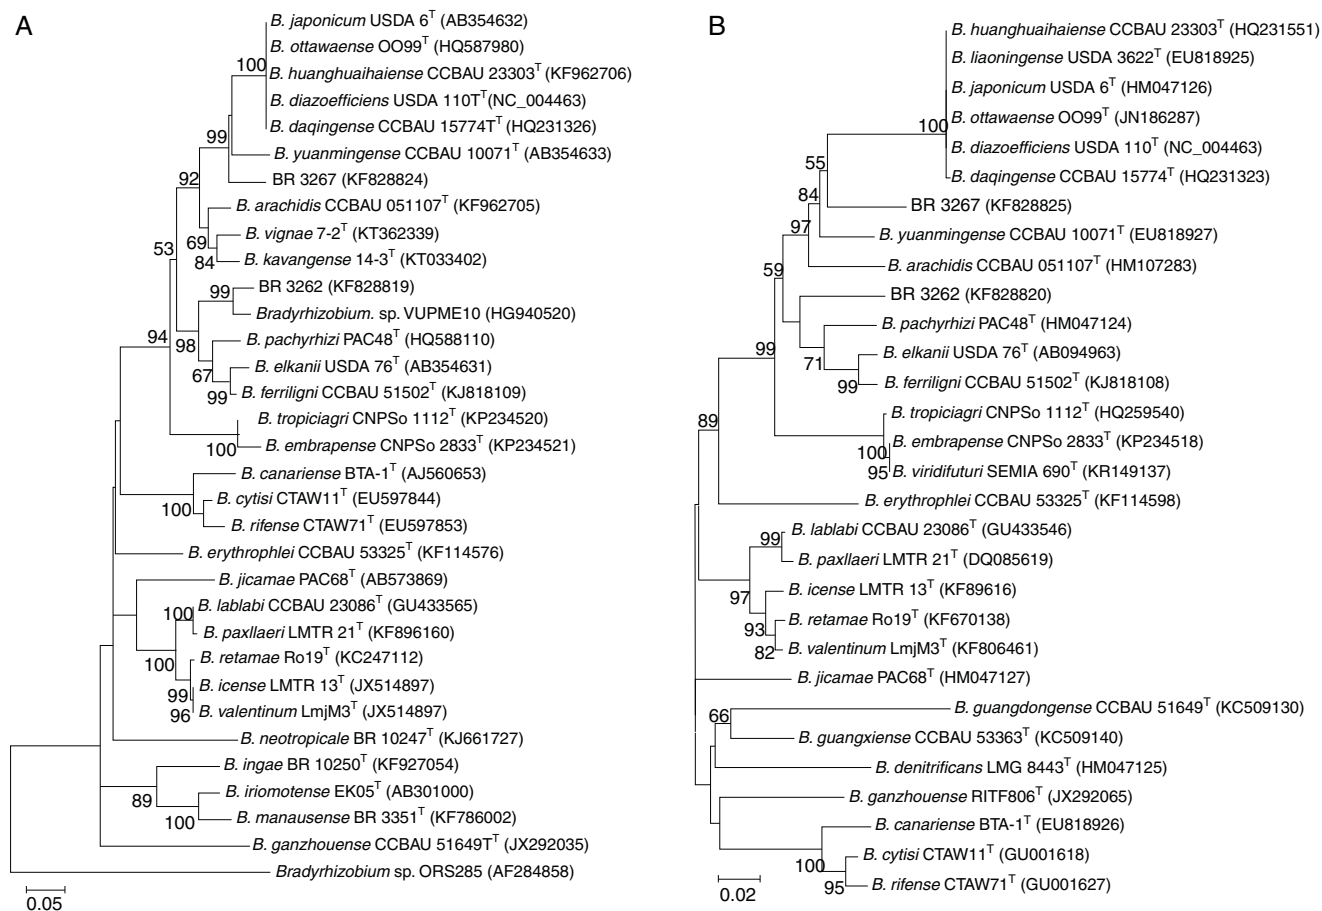 A
B. japonicum USDA 6T (AB354632)
B. ottawaense OO99T (HQ587980)
B. huanghuaihaiense CCBAU 23303T (KF962706)
100
B. diazoefficiens USDA 110TT(NC_004463)
B. daqingense CCBAU 15774TT (HQ231326)
99
B. yuanmingense CCBAU 10071T (AB354633)
BR 3267 (KF828824)
92
B. arachidis CCBAU 051107T (KF962705)
B. vignae 7-2T (KT362339)
69
B. kavangense 14-3T (KT033402)
84
53
BR 3262 (KF828819)
99
Bradyrhizobium. sp. VUPME10 (HG940520)
B. pachyrhizi PAC48T (HQ588110)
94
98
B. elkanii USDA 76T (AB354631)
67
B. ferriligni CCBAU 51502T (KJ818109)
99
B. tropiciagri CNPSo 1112T (KP234520)
B. embrapense CNPSo 2833T (KP234521)
100
B. canariense BTA-1T (AJ560653)
B. cytisi CTAW11T (EU597844)
100
B. rifense CTAW71T (EU597853)
B. erythrophlei CCBAU 53325T (KF114576)
B. jicamae PAC68T (AB573869)
B. lablabi CCBAU 23086T (GU433565)
100
B. paxllaeri LMTR 21T (KF896160)
B. retamae Ro19T (KC247112)
100
B. icense LMTR 13T (JX514897)
99
B. valentinum LmjM3T (JX514897)
96
B. neotropicale BR 10247T (KJ661727)
B. ingae BR 10250T (KF927054)
B. iriomotense EK05T (AB301000)
89
B. manausense BR 3351T (KF786002)
100
B. ganzhouense CCBAU 51649TT (JX292035)
Bradyrhizobium sp. ORS285 (AF284858)
0.05
B
B. huanghuaihaiense CCBAU 23303T (HQ231551)
B. liaoningense USDA 3622T (EU818925)
B. japonicum USDA 6T (HM047126)
B. ottawaense OO99T (JN186287)
100
B. diazoefficiens USDA 110T (NC_004463)
B. daqingense CCBAU 15774T (HQ231323)
55
BR 3267 (KF828825)
84
B. yuanmingense CCBAU 10071T (EU818927)
97
B. arachidis CCBAU 051107T (HM107283)
59
BR 3262 (KF828820)
B. pachyrhizi PAC48T (HM047124)
B. elkanii USDA 76T (AB094963)
99
71
B. ferriligni CCBAU 51502T (KJ818108)
99
B. tropiciagri CNPSo 1112T (HQ259540)
89
B. embrapense CNPSo 2833T (KP234518)
100
B. viridifuturi SEMIA 690T (KR149137)
95
B. erythrophlei CCBAU 53325T (KF114598)
B. lablabi CCBAU 23086T (GU433546)
99
B. paxllaeri LMTR 21T (DQ085619)
B. icense LMTR 13T (KF89616)
97
B. retamae Ro19T (KF670138)
93
B. valentinum LmjM3T (KF806461)
82
B. jicamae PAC68T (HM047127)
B. guangdongense CCBAU 51649T (KC509130)
66
B. guangxiense CCBAU 53363T (KC509140)
B. denitrificans LMG 8443T (HM047125)
B. ganzhouense RITF806T (JX292065)
B. canariense BTA-1T (EU818926)
B. cytisi CTAW11T (GU001618)
100
B. rifense CTAW71T (GU001627)
95
0.02